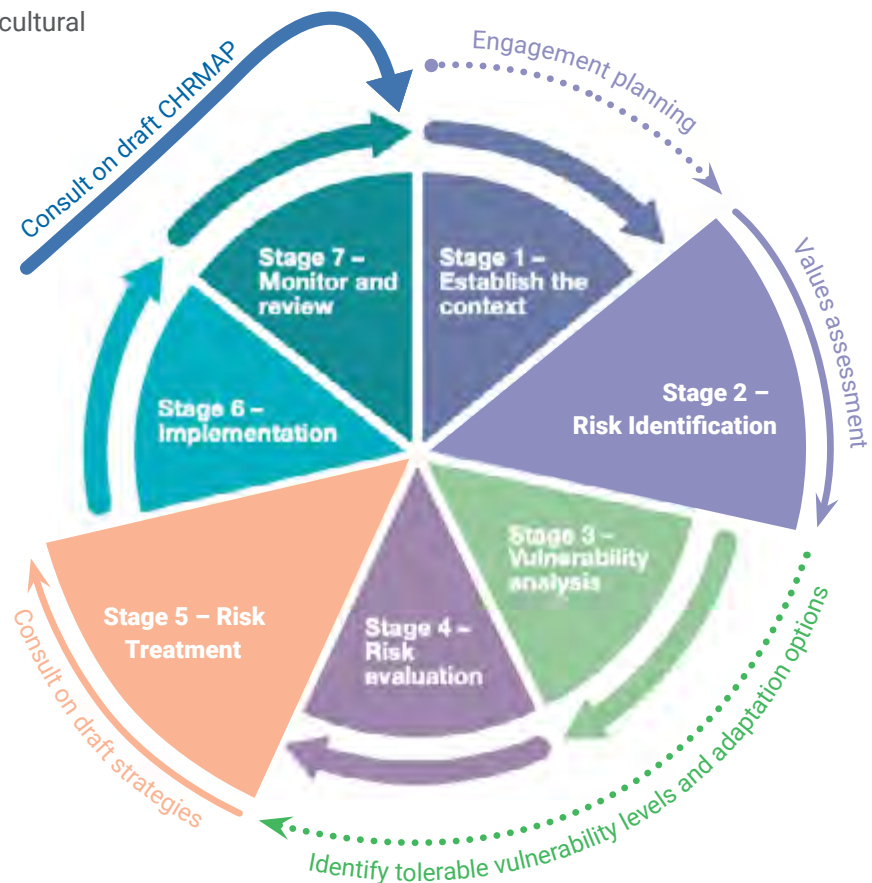 cultural
Consult on draft CHRMAP
Engagement planning
Values assessment
Stage 7 –
Monitor and
review
Stage 1 –
Establish the
context
Stage 2 –
Risk Identification
Stage 6 –
Implementation
Stage 3 –
Vulnerability
analysis
Stage 4 –
Risk
evaluation
Stage 5 – Risk
Treatment
Consult on draft strategies
Identify tolerable vulnerability levels and adaptation options